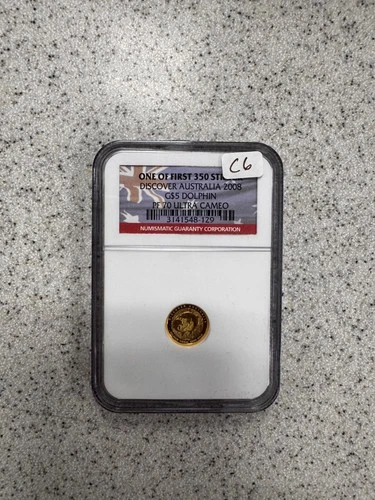 ONE OF FIRST 350 ST
C6
DISCOVER AUSTRALIA 2008
G$5 DOLPHIN
PF 70 ULTRA CAMEO
3141548-129
NUMISMATIC GUARANTY CORPORATION